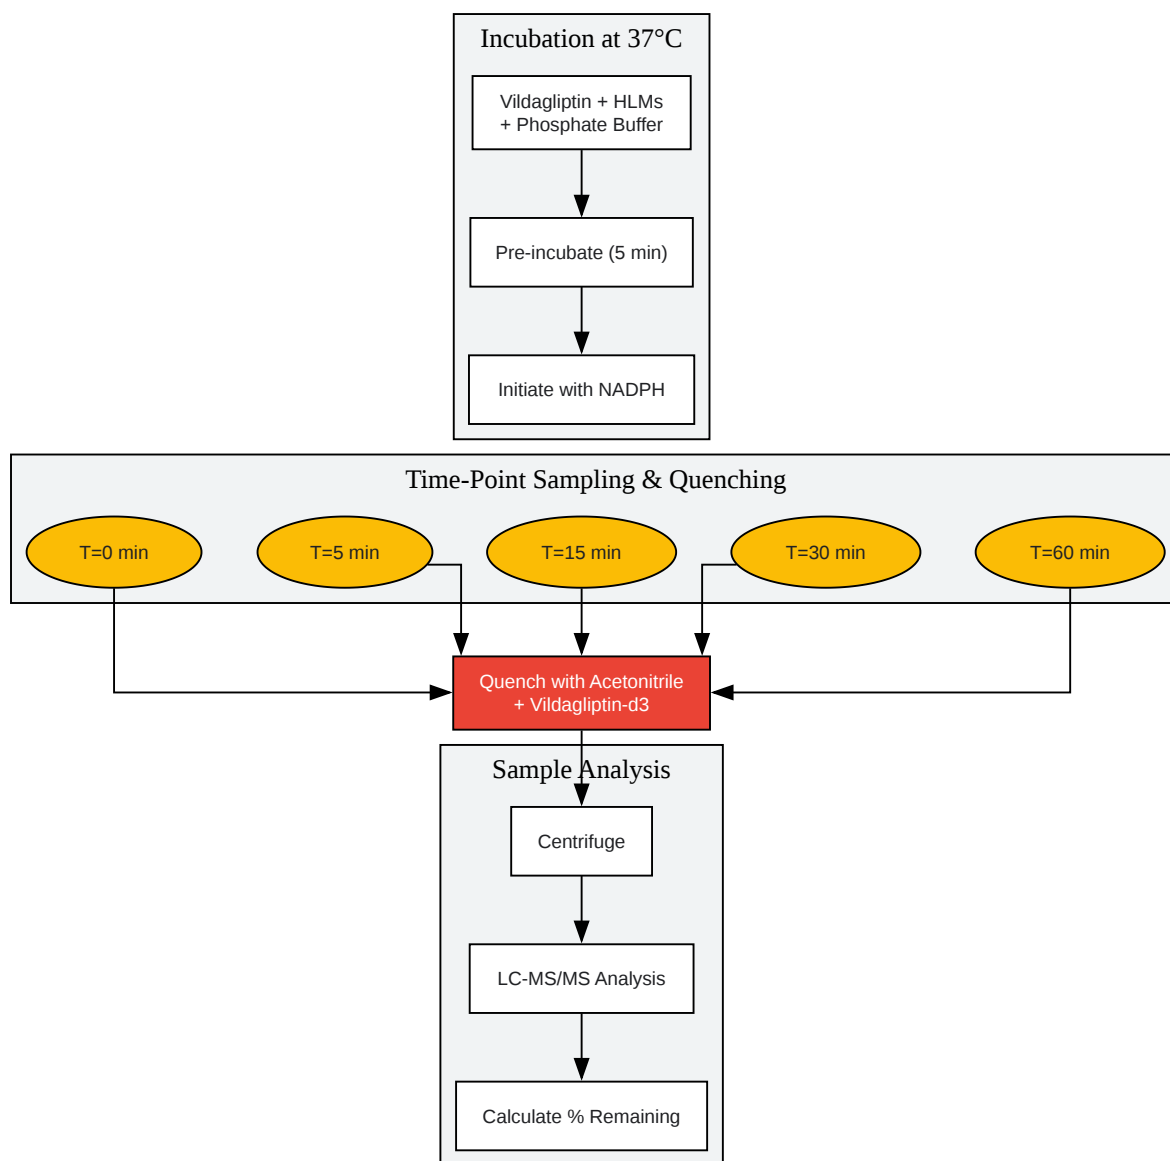 Incubation at 37°C
Vildagliptin + HLMs
+ Phosphate Buffer
Pre-incubate (5 min)
Initiate with NADPH
Time-Point Sampling & Quenching
T=0 min
T=5 min
T=15 min
T=30 min
T=60 min
Quench with Acetonitrile
+ Vildagliptin-d3
Sample Analysis
Centrifuge
LC-MS/MS Analysis
Calculate % Remaining